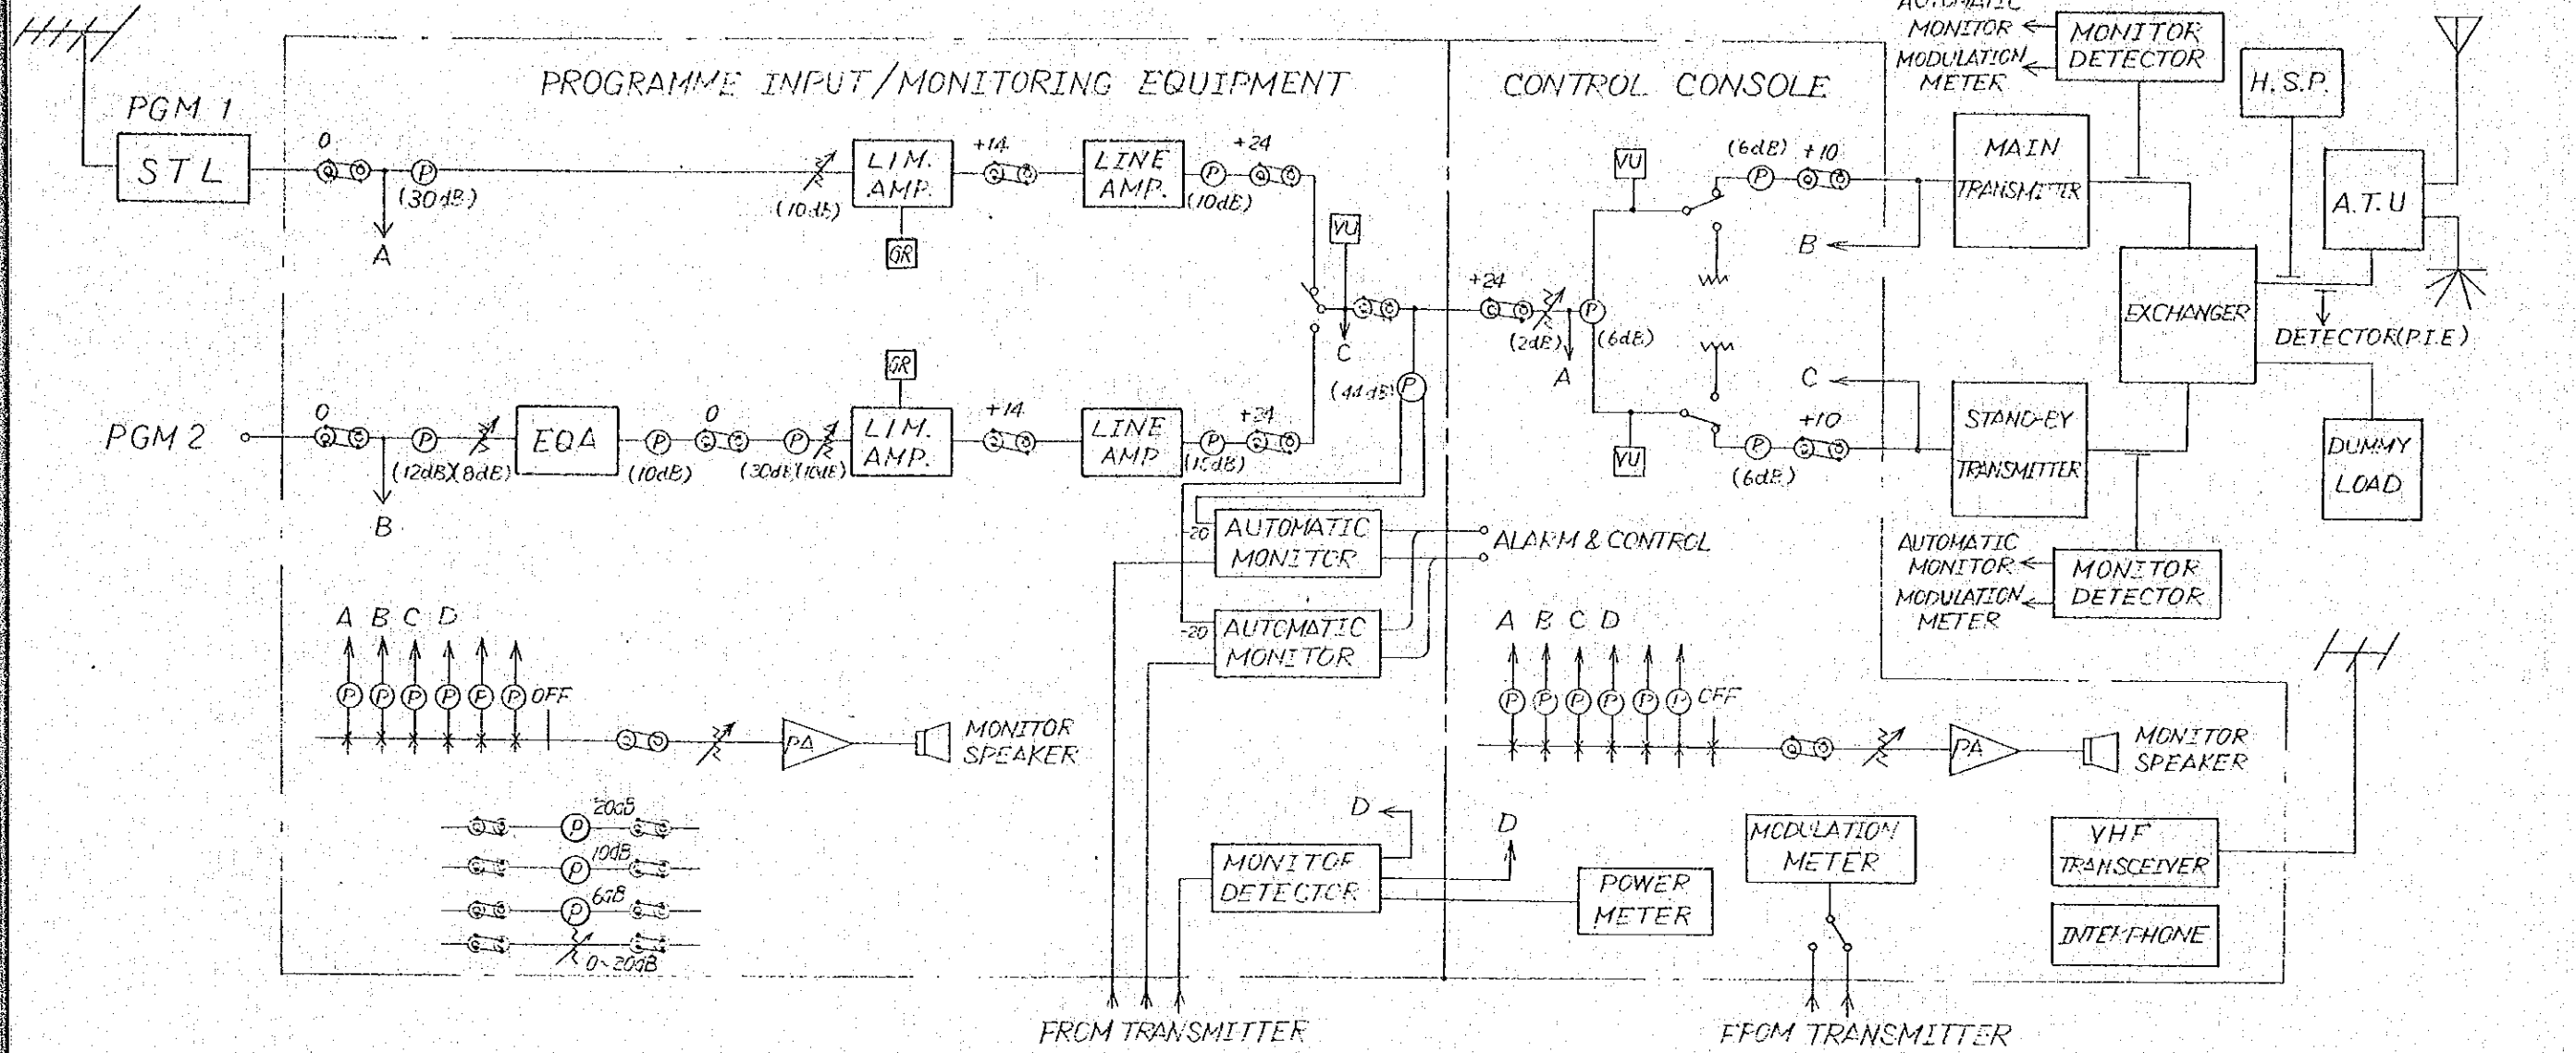 PROGRAMME INPUT/MONITORING EQUIPMENT
CONTROL CONSOLE
AUTOMATIC
MONITOR
MODULATION
METER
MONITOR
DETECTOR
H.S.P.
PGM 1
STL
0
(30dB)
A
(10dB)
LIM.
AMP.
GR
+14
LINE
AMP.
(10dB)
+24
VU
C
VU
(6dB) +10
B
MAIN
TRANSMITTER
A.T.U
EXCHANGER
DETECTOR(P.I.E)
+24
(2dB)
A
P
(6dB)
(44dB)
P
PGM 2
0
B
P
(12dB)(8dB)
EQA
P
(10dB)
0
P
(30dB)(10dB)
GR
LIM.
AMP.
+14
LINE
AMP
P
+24
C
VU
P
(6dB)
+10
STAND-BY
TRANSMITTER
DUMMY
LOAD
-20
AUTOMATIC
MONITOR
ALARM & CONTROL
-20
AUTOMATIC
MONITOR
AUTOMATIC
MONITOR
MODULATION
METER
MONITOR
DETECTOR
A B C D
P P P P P P OFF
PA
MONITOR
SPEAKER
A B C D
P P P P P P OFF
PA
MONITOR
SPEAKER
P 20dB
P 10dB
P 6dB
0~20dB
D
MONITOR
DETECTOR
D
POWER
METER
MODULATION
METER
VHF
TRANSCEIVER
INTERPHONE
FROM TRANSMITTER
FROM TRANSMITTER